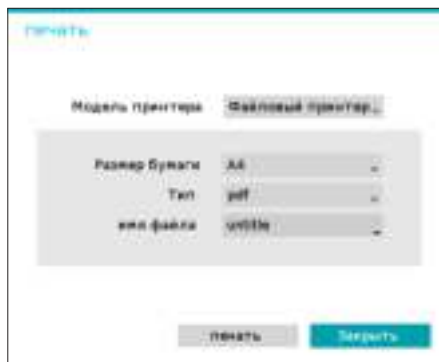 печать
Модель принтера Файловый принтер...
Размер бумаги A4
Тип pdf
имя файла untitle
печать Закрыть